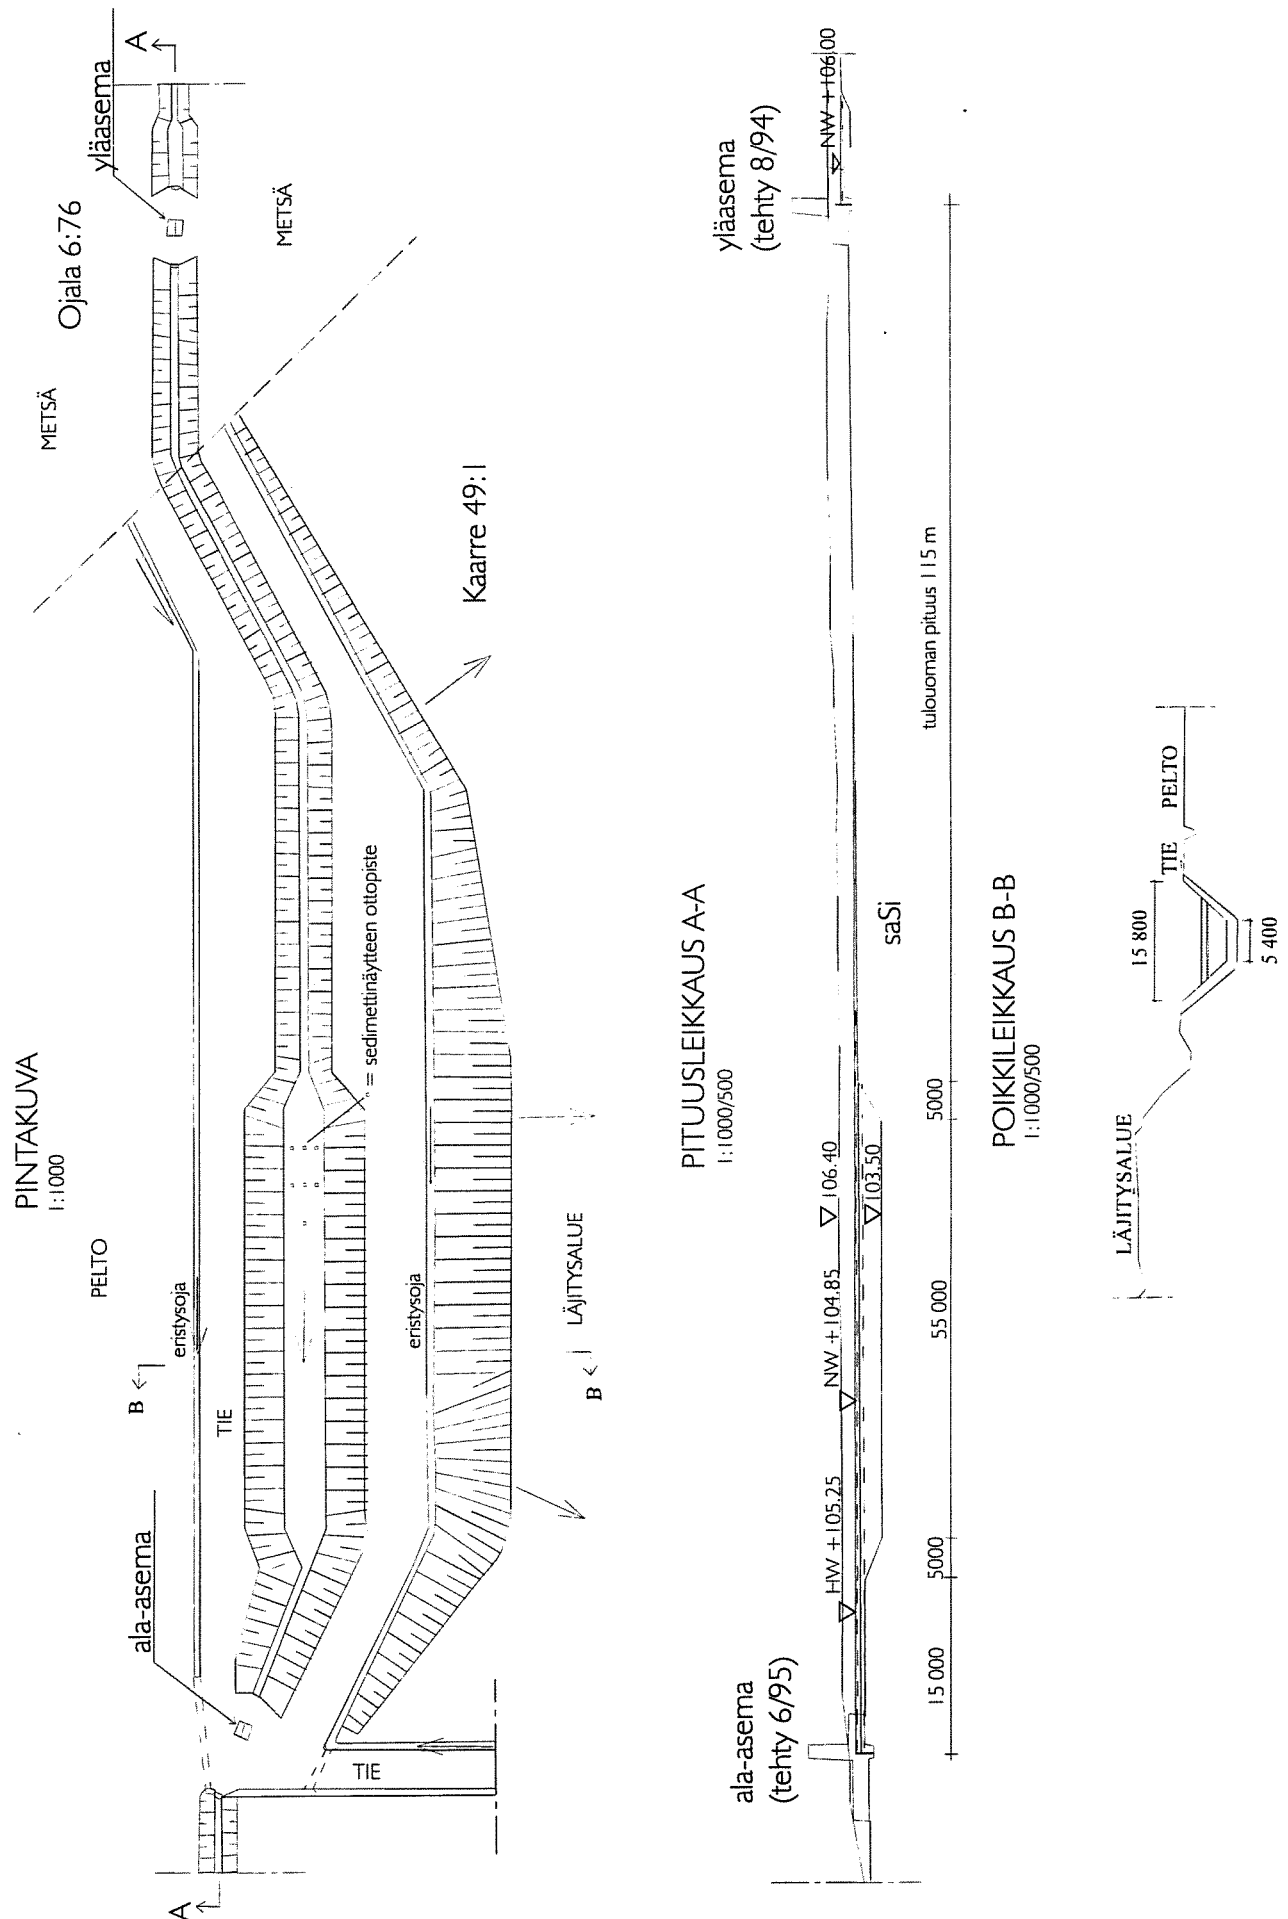 PINTAKUVA
1:1000
A
yläasema
Ojala 6:76
METSÄ
METSÄ
Kaarre 49:1
= sedimettinäytteen ottopiste
PELTO
eristysoja
B
TIE
eristysoja
LÄJITYSALUE
B
ala-asema
TIE
A
PITUUSLEIKKAUS A-A
1:1000/500
ala-asema
(tehty 6/95)
HW +105.25
NW +104.85
106.40
103.50
saSi
yläasema
(tehty 8/94)
NW +106.00
15 000
5000
55 000
5000
tulouoman pituus 115 m
POIKKILEIKKAUS B-B
1:1000/500
LÄJITYSALUE
15 800
5 400
TIE
PELTO